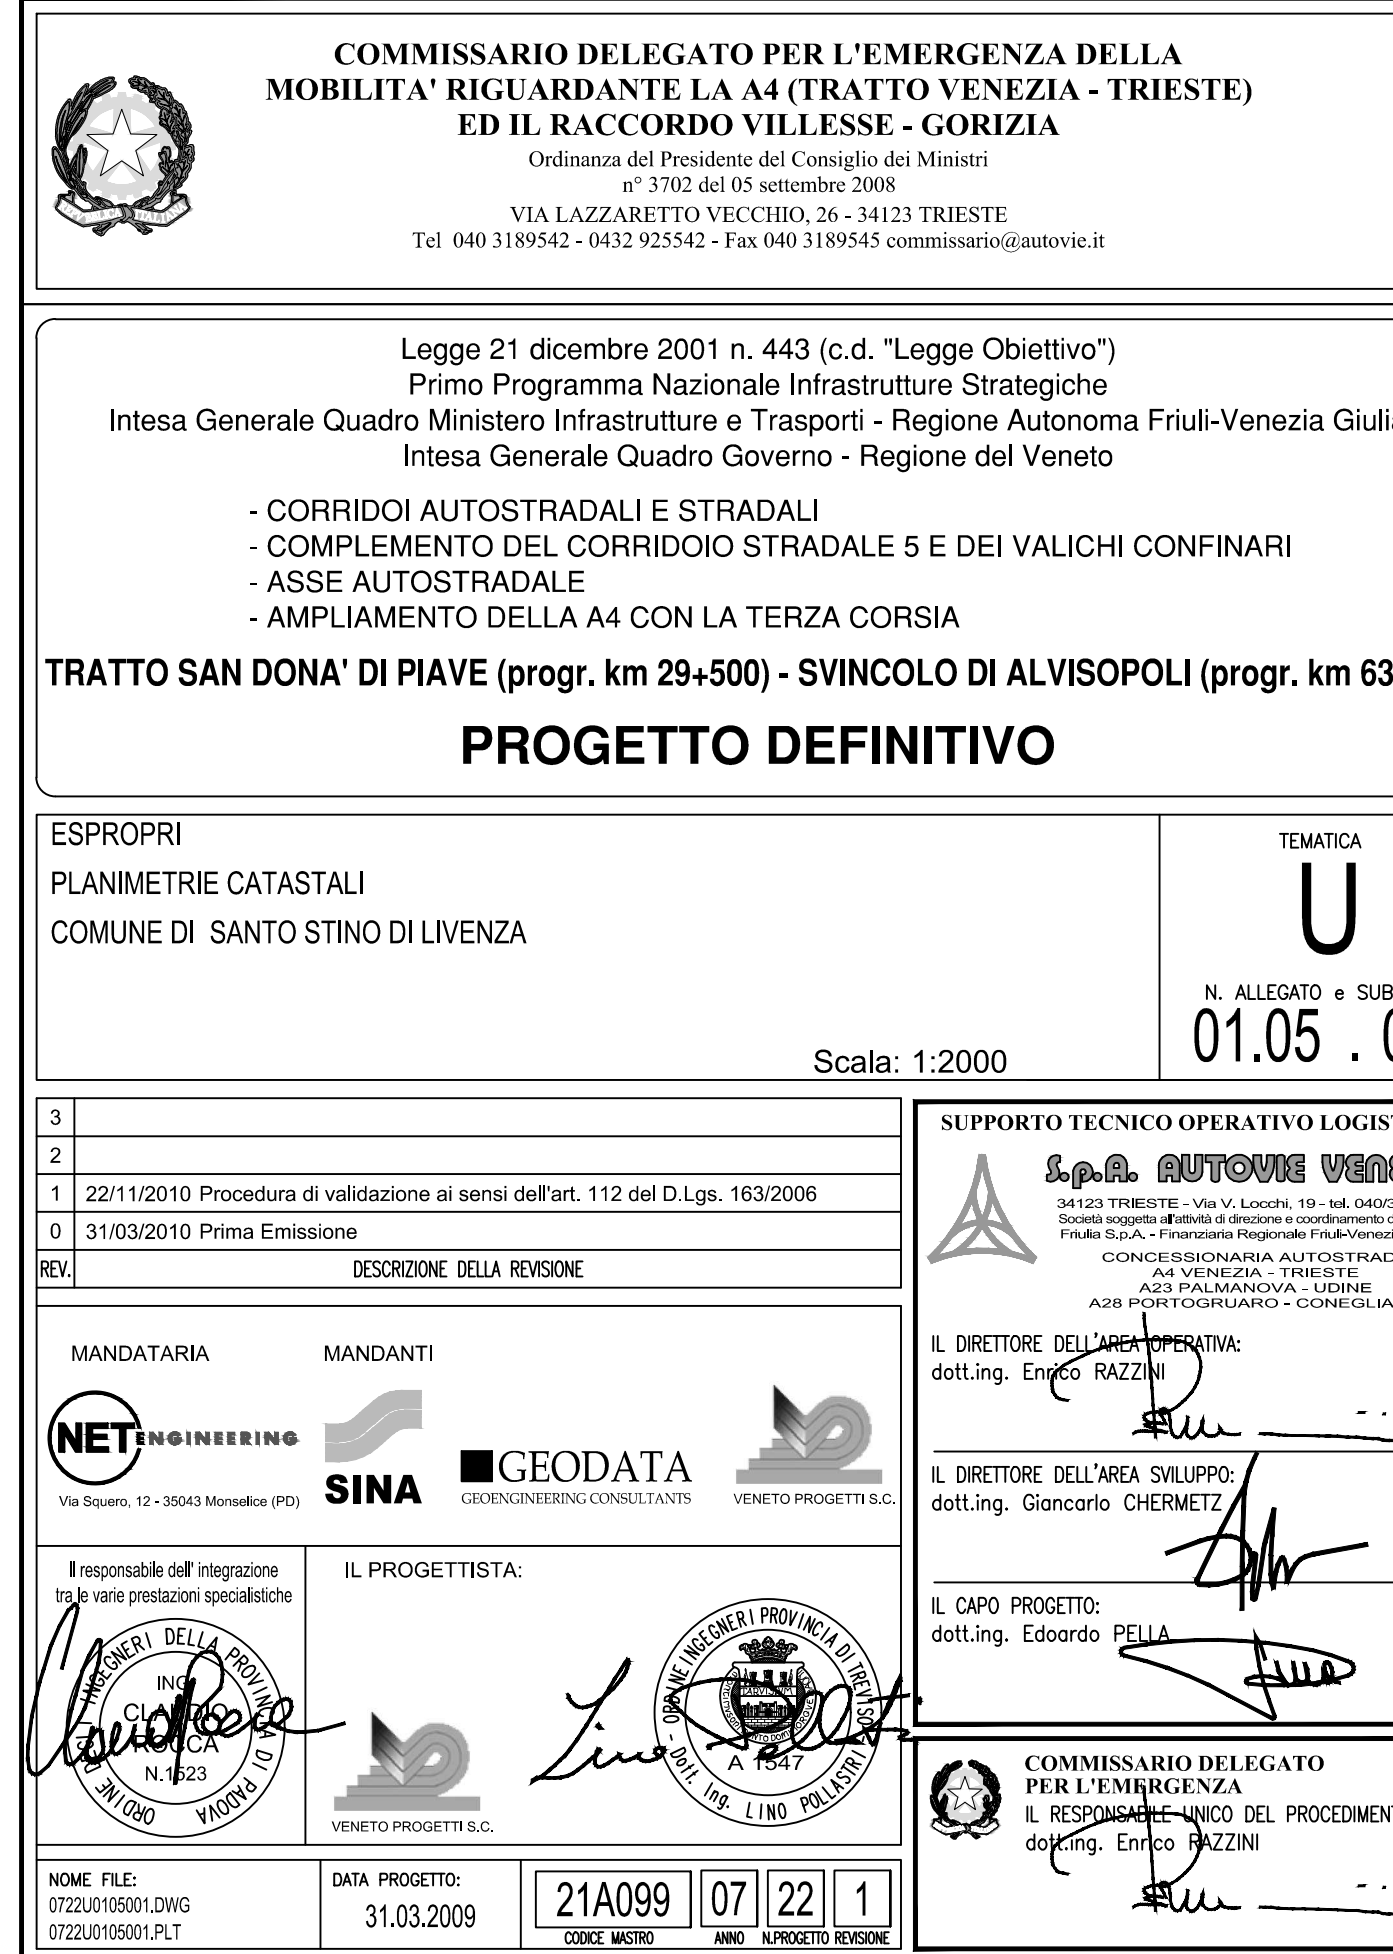 COMMISSARIO DELEGATO PER L'EMERGENZA DELLA
MOBILITA' RIGUARDANTE LA A4 (TRATTO VENEZIA - TRIESTE)
ED IL RACCORDO VILLESSE - GORIZIA
Ordinanza del Presidente del Consiglio dei Ministri
n° 3702 del 05 settembre 2008
VIA LAZZARETTO VECCHIO, 26 - 34123 TRIESTE
Tel 040 3189542 - 0432 925542 - Fax 040 3189545 commissario@autovie.it
Legge 21 dicembre 2001 n. 443 (c.d. "Legge Obiettivo")
Primo Programma Nazionale Infrastrutture Strategiche
Intesa Generale Quadro Ministero Infrastrutture e Trasporti - Regione Autonoma Friuli-Venezia Giuli
Intesa Generale Quadro Governo - Regione del Veneto
- CORRIDOI AUTOSTRADALI E STRADALI
- COMPLEMENTO DEL CORRIDOIO STRADALE 5 E DEI VALICHI CONFINARI
- ASSE AUTOSTRADALE
- AMPLIAMENTO DELLA A4 CON LA TERZA CORSIA
TRATTO SAN DONA' DI PIAVE (progr. km 29+500) - SVINCOLO DI ALVISOPOLI (progr. km 63
PROGETTO DEFINITIVO
ESPROPRI
PLANIMETRIE CATASTALI
COMUNE DI SANTO STINO DI LIVENZA
Scala: 1:2000
TEMATICA
U
N. ALLEGATO e SUB
01.05 . 0
3
2
1 22/11/2010 Procedura di validazione ai sensi dell'art. 112 del D.Lgs. 163/2006
0 31/03/2010 Prima Emissione
REV. DESCRIZIONE DELLA REVISIONE
MANDATARIA
NET ENGINEERING
Via Squero, 12 - 35043 Monselice (PD)
MANDANTI
SINA
GEODATA
GEOENGINEERING CONSULTANTS
VENETO PROGETTI S.C.
Il responsabile dell' integrazione
tra le varie prestazioni specialistiche
ORDINE DEGLI INGEGNERI DELLA PROVINCIA DI PADOVA
ING.
CLAUDIO
ROCCA
N.1523
IL PROGETTISTA:
VENETO PROGETTI S.C.
ORDINE INGEGNERI PROVINCIA DI TREVISO
TARVISIUM
A 1547
Dott. Ing. LINO POLLASTRI
NOME FILE:
0722U0105001.DWG
0722U0105001.PLT
DATA PROGETTO:
31.03.2009
21A099 07 22 1
CODICE MASTRO ANNO N.PROGETTO REVISIONE
SUPPORTO TECNICO OPERATIVO LOGIS
S.p.A. AUTOVIE VEN
34123 TRIESTE - Via V. Locchi, 19 - tel. 040/3
Società soggetta all'attività di direzione e coordinamento d
Friulia S.p.A. - Finanziaria Regionale Friuli-Venezi
CONCESSIONARIA AUTOSTRAD
A4 VENEZIA - TRIESTE
A23 PALMANOVA - UDINE
A28 PORTOGRUARO - CONEGLIA
IL DIRETTORE DELL'AREA OPERATIVA:
dott.ing. Enrico RAZZINI
IL DIRETTORE DELL'AREA SVILUPPO:
dott.ing. Giancarlo CHERMETZ
IL CAPO PROGETTO:
dott.ing. Edoardo PELLA
COMMISSARIO DELEGATO
PER L'EMERGENZA
IL RESPONSABILE UNICO DEL PROCEDIMEN
dott.ing. Enrico RAZZINI